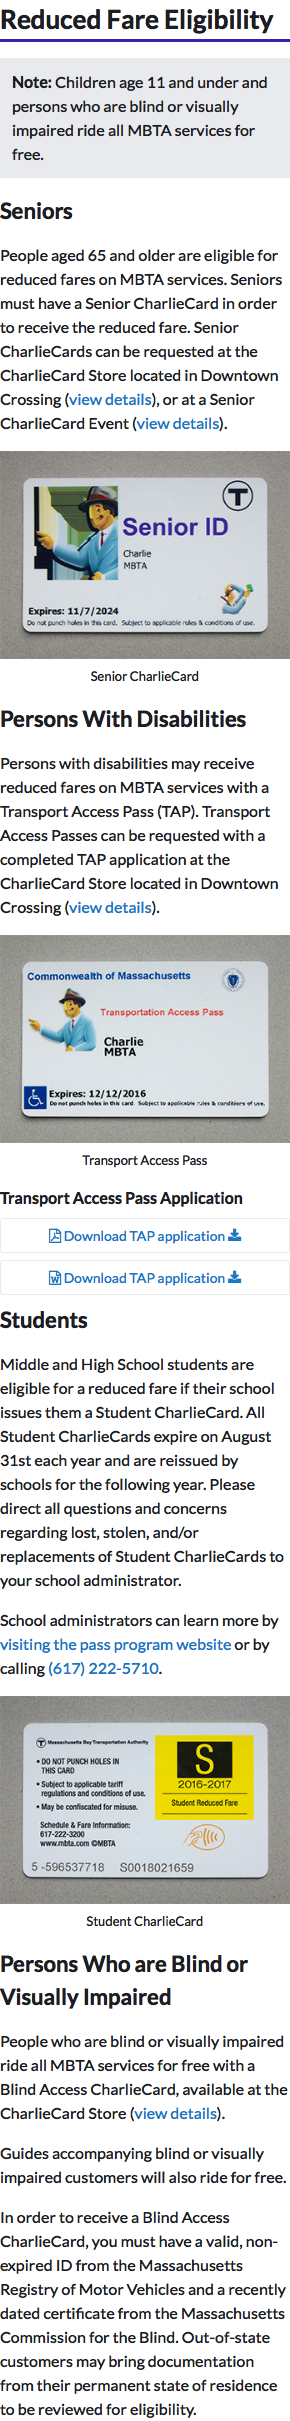 Reduced Fare Eligibility
Note: Children age 11 and under and
persons who are blind or visually
impaired ride all MBTA services for
free.
Seniors
People aged 65 and older are eligible for
reduced fares on MBTA services. Seniors
must have a Senior CharlieCard in order
to receive the reduced fare. Senior
CharlieCards can be requested at the
CharlieCard Store located in Downtown
Crossing (view details), or at a Senior
CharlieCard Event (view details).
T
Senior ID
Charlie
MBTA
Expires: 11/7/2024
Do not punch holes in this card. Subject to applicable rules & conditions of use.
Senior CharlieCard
Persons With Disabilities
Persons with disabilities may receive
reduced fares on MBTA services with a
Transport Access Pass (TAP). Transport
Access Passes can be requested with a
completed TAP application at the
CharlieCard Store located in Downtown
Crossing (view details).
Commonwealth of Massachusetts
Transportation Access Pass
Charlie
MBTA
Expires: 12/12/2016
Do not punch holes in this card. Subject to applicable rules & conditions of use.
Transport Access Pass
Transport Access Pass Application
Download TAP application
Download TAP application
Students
Middle and High School students are
eligible for a reduced fare if their school
issues them a Student CharlieCard. All
Student CharlieCards expire on August
31st each year and are reissued by
schools for the following year. Please
direct all questions and concerns
regarding lost, stolen, and/or
replacements of Student CharlieCards to
your school administrator.
School administrators can learn more by
visiting the pass program website or by
calling (617) 222-5710.
T Massachusetts Bay Transportation Authority
• DO NOT PUNCH HOLES IN
THIS CARD
• Subject to applicable tariff
regulations and conditions of use.
• May be confiscated for misuse.
Schedule & Fare Information:
617-222-3200
www.mbta.com ©MBTA
S
2016-2017
Student Reduced Fare
5 -596537718 S0018021659
Student CharlieCard
Persons Who are Blind or
Visually Impaired
People who are blind or visually impaired
ride all MBTA services for free with a
Blind Access CharlieCard, available at the
CharlieCard Store (view details).
Guides accompanying blind or visually
impaired customers will also ride for free.
In order to receive a Blind Access
CharlieCard, you must have a valid, non-
expired ID from the Massachusetts
Registry of Motor Vehicles and a recently
dated certificate from the Massachusetts
Commission for the Blind. Out-of-state
customers may bring documentation
from their permanent state of residence
to be reviewed for eligibility.